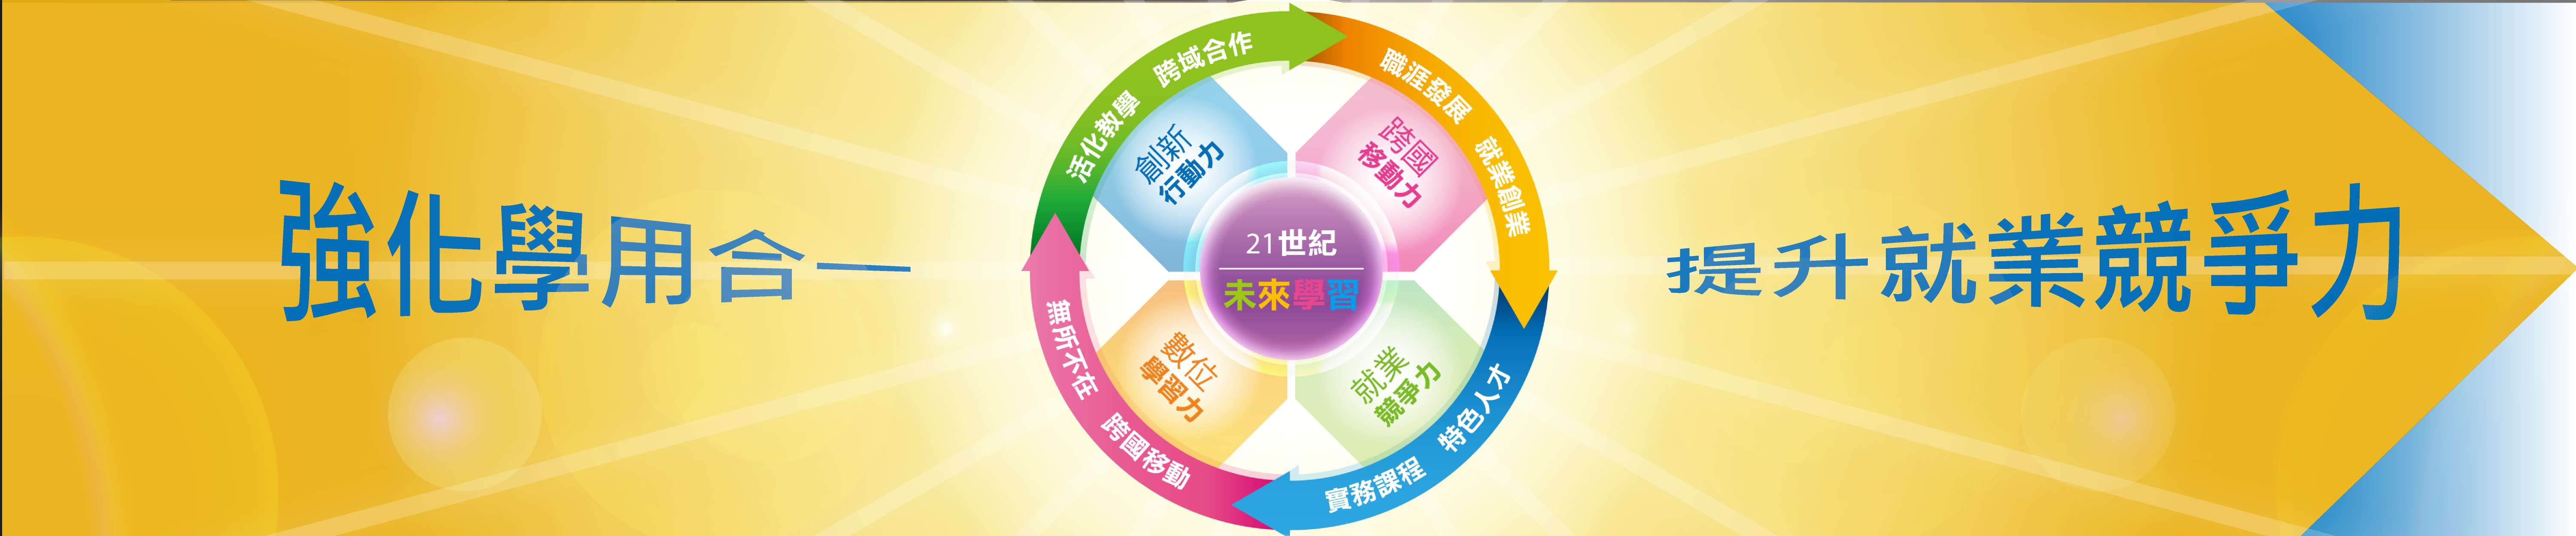 強化學用合一
活化教學 跨域合作
職涯發展 就業創業
創新
行動力
跨國
移動力
21世紀
未來學習
數位
學習力
就業
競爭力
無所不在 跨國移動
實務課程 特色人才
提升就業競爭力